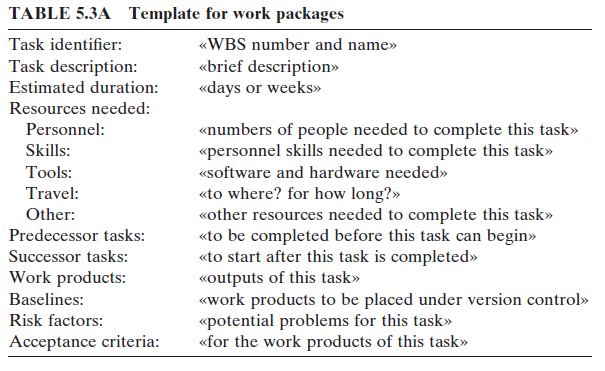 TABLE 5.3A Template for work packages
Task identifier: «WBS number and name»
Task description: «brief description»
Estimated duration: «days or weeks»
Resources needed:
Personnel: «numbers of people needed to complete this task»
Skills: «personnel skills needed to complete this task»
Tools: «software and hardware needed»
Travel: «to where? for how long?»
Other: «other resources needed to complete this task»
Predecessor tasks: «to be completed before this task can begin»
Successor tasks: «to start after this task is completed»
Work products: «outputs of this task»
Baselines: «work products to be placed under version control»
Risk factors: «potential problems for this task»
Acceptance criteria: «for the work products of this task»